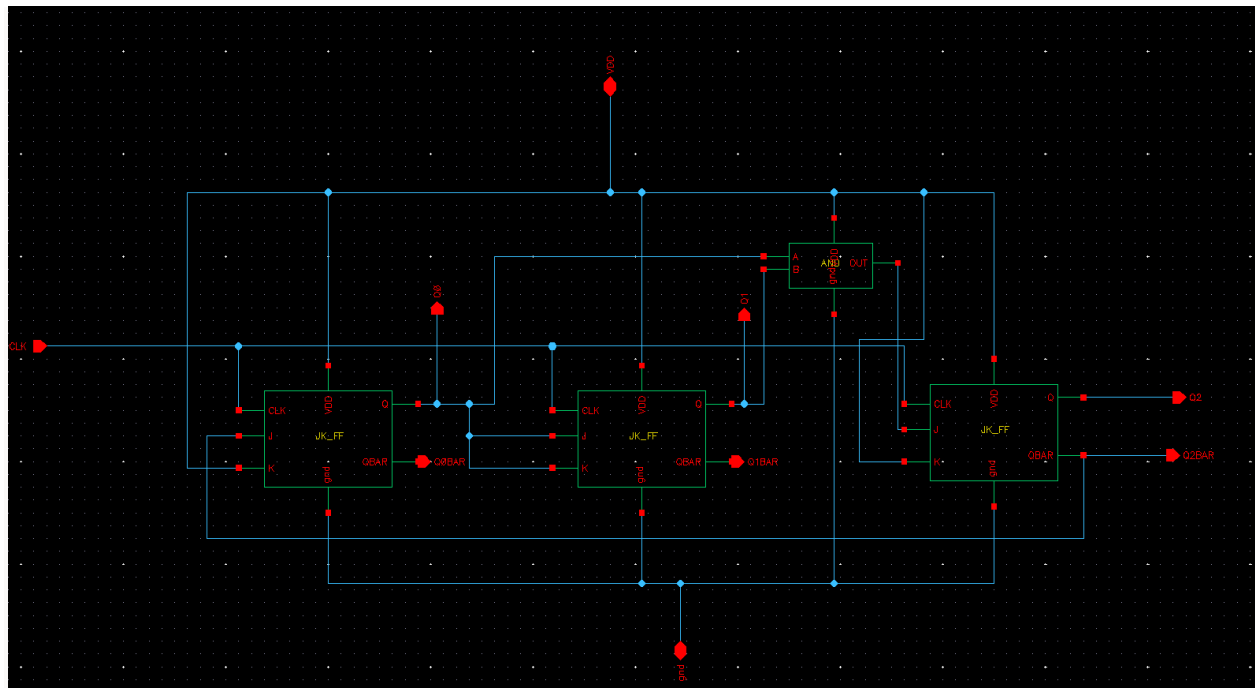 VDD
A
B
AND
OUT
VDD
gnd
Q0
Q1
CLK
CLK
J
K
VDD
JK_FF
gnd
Q
QBAR
Q0BAR
CLK
J
K
VDD
JK_FF
gnd
Q
QBAR
Q1BAR
CLK
J
K
VDD
JK_FF
gnd
Q
QBAR
Q2
Q2BAR
gnd